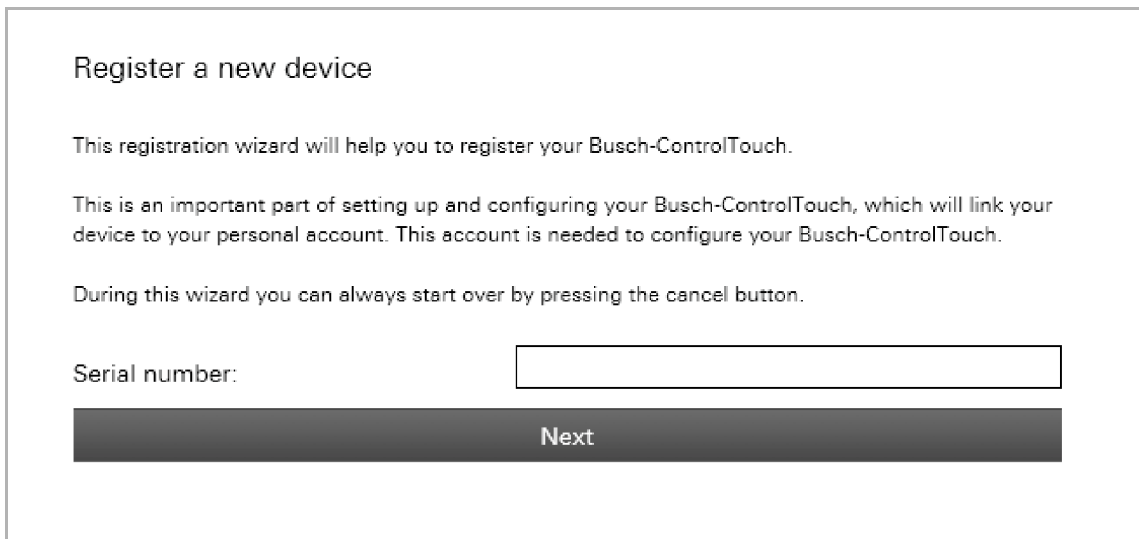 Register a new device
This registration wizard will help you to register your Busch-ControlTouch.
This is an important part of setting up and configuring your Busch-ControlTouch, which will link your
device to your personal account. This account is needed to configure your Busch-ControlTouch.
During this wizard you can always start over by pressing the cancel button.
Serial number:
Next